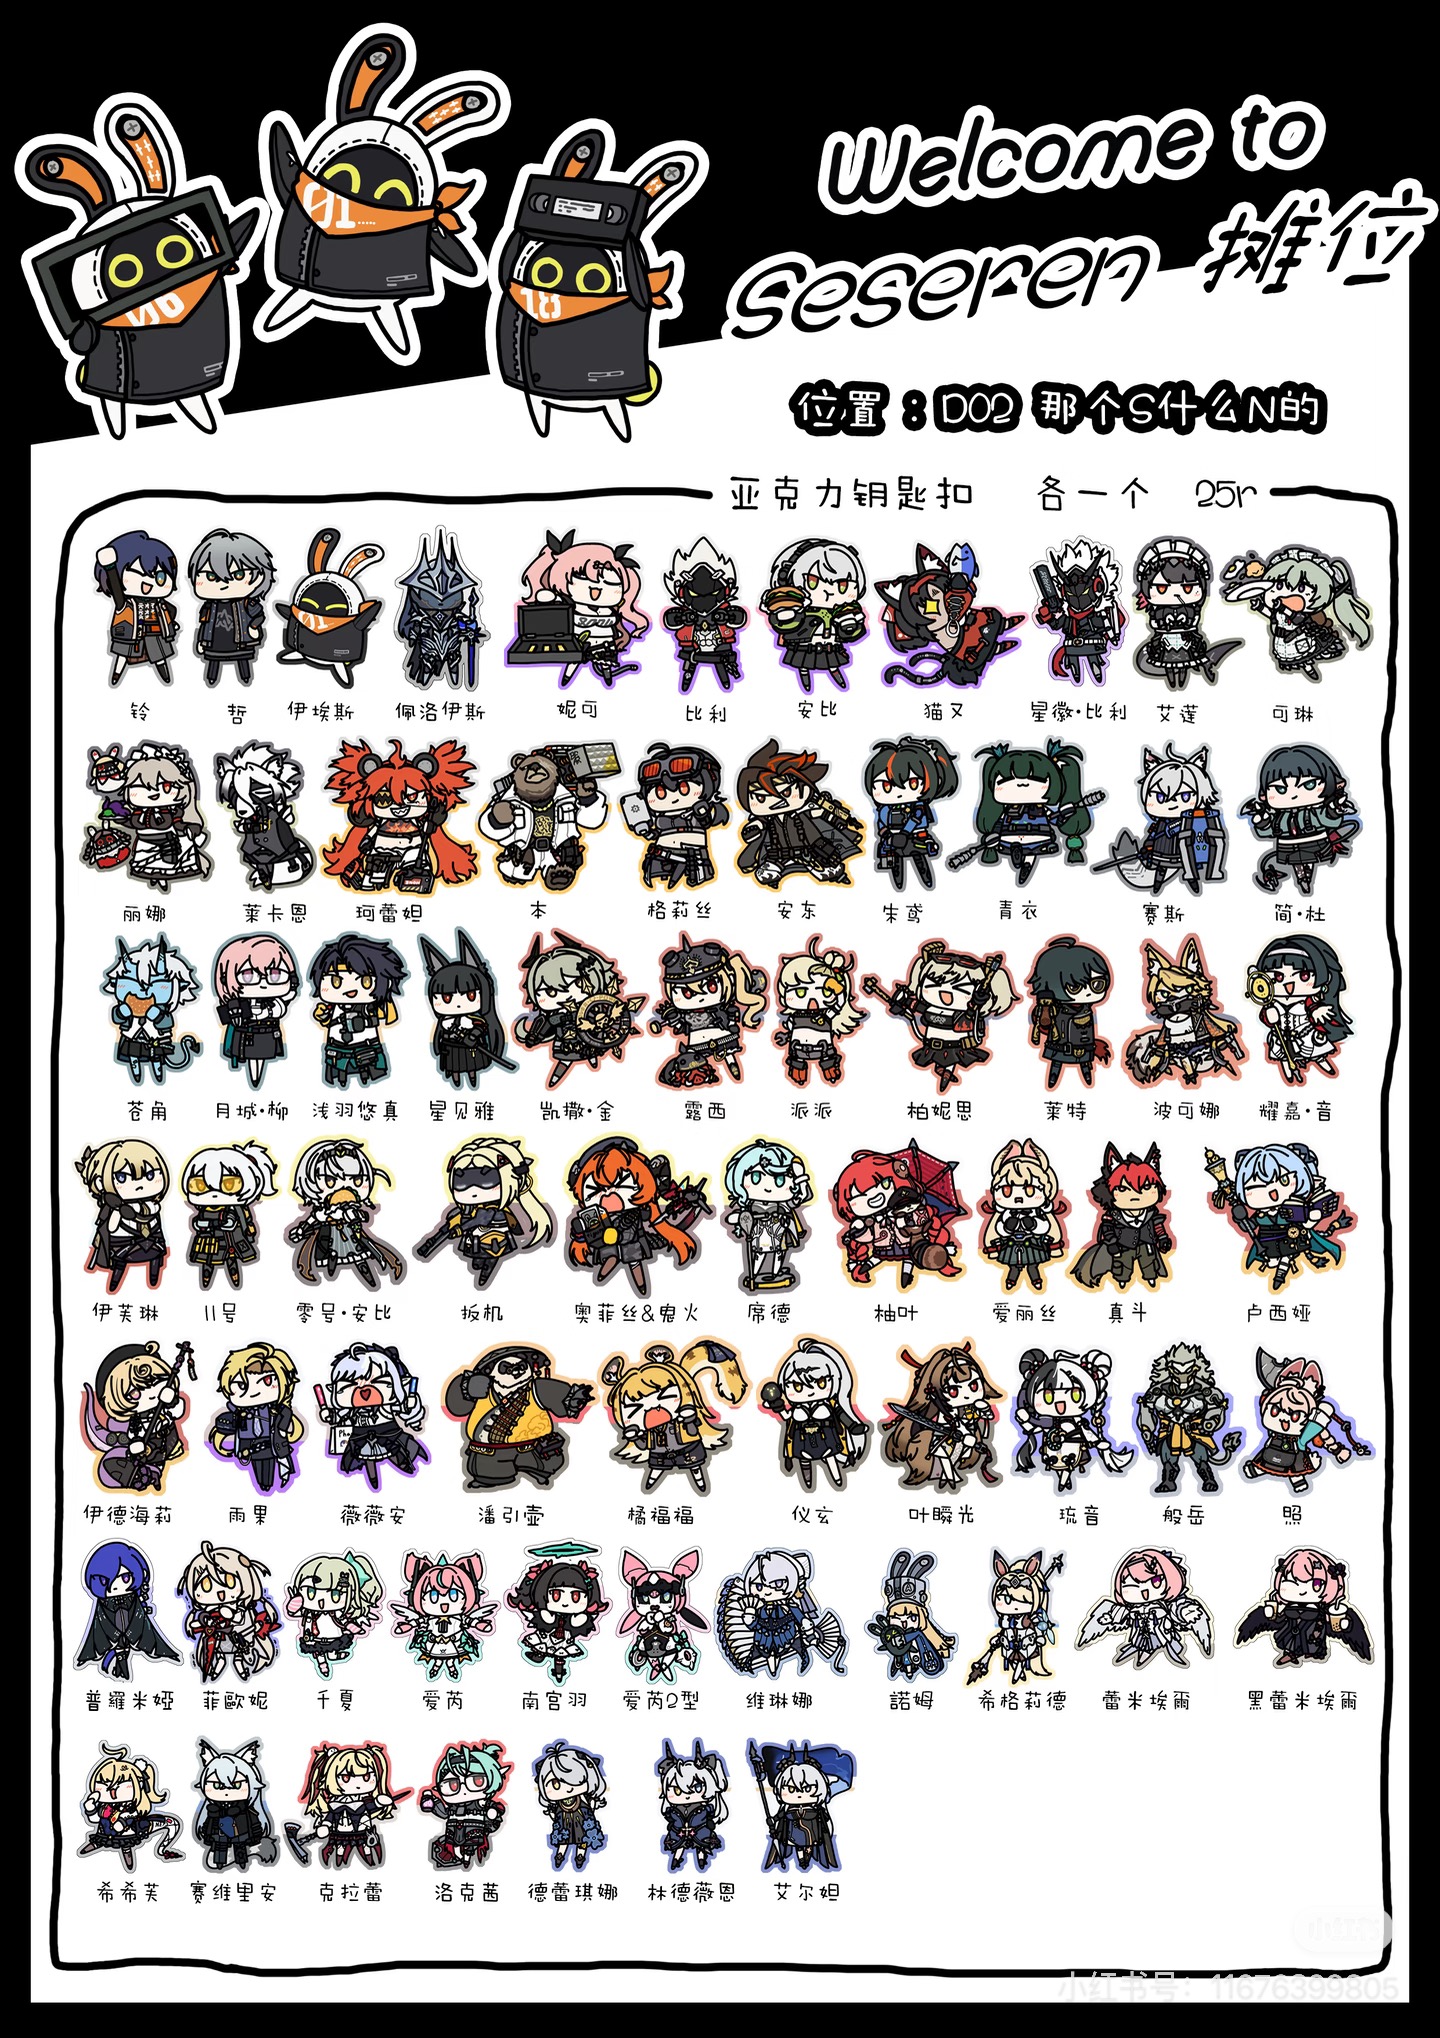 Welcome to
Seseren 摊位
位置：D02 那个S什么N的
亚克力钥匙扣 各一个 25r
铃 哲 伊埃斯 佩洛伊斯 妮可 比利 安比 猫又 星徽·比利 艾莲 可琳
丽娜 莱卡恩 珂蕾妲 本 格莉丝 安东 朱鸢 青衣 赛斯 简·杜
苍角 月城·柳 浅羽悠真 星见雅 凯撒·金 露西 派派 柏妮思 莱特 波可娜 耀嘉·音
伊芙琳 11号 零号·安比 扳机 奥菲丝&鬼火 席德 柚叶 爱丽丝 真斗 卢西娅
伊德海莉 雨果 薇薇安 潘引壶 橘福福 仪玄 叶瞬光 琉音 般岳 照
普羅米婭 菲歐妮 千夏 爱芮 南宫羽 爱芮2型 维琳娜 諾姆 希格莉德 蕾米埃爾 黑蕾米埃爾
希希芙 赛维里安 克拉蕾 洛克茜 德蕾琪娜 林德薇恩 艾尔妲
01
06
18
小红书
小红书号：11676399805